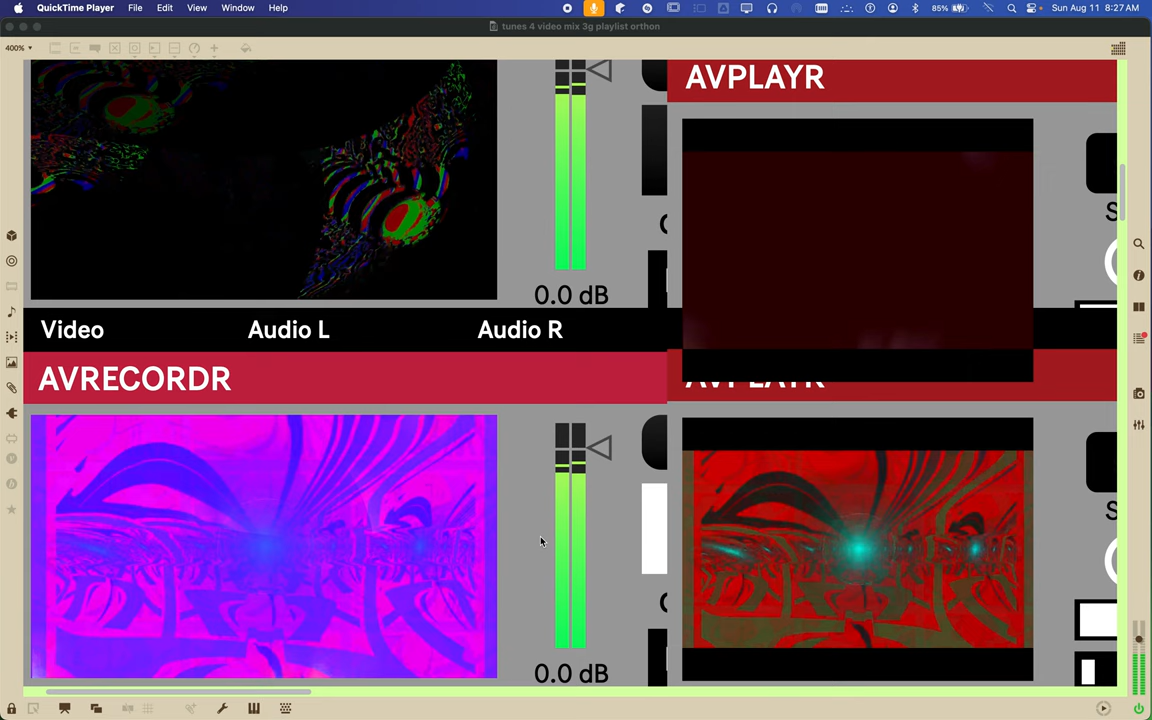 QuickTime Player File Edit View Window Help
85% Sun Aug 11 8:27 AM
tunes 4 video mix 3g playlist orthon
400%
AVPLAYR
S
0.0 dB
Video Audio L Audio R
AVRECORDR
AVPLAYR
S
0.0 dB